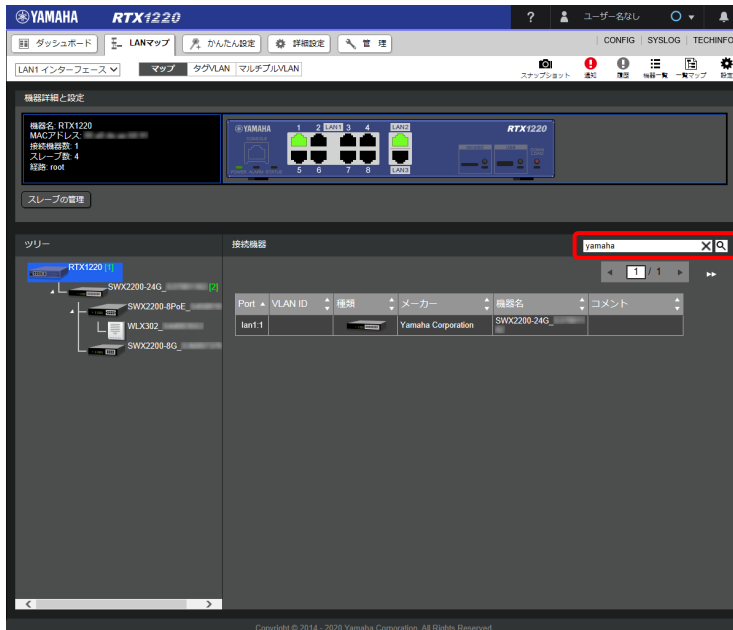 YAMAHA RTX1220 ? ユーザー名なし
ダッシュボード LANマップ かんたん設定 詳細設定 管 理 CONFIG SYSLOG TECHINFO
LAN1 インターフェース マップ タグVLAN マルチプルVLAN スナップショット 通知 履歴 機器一覧 一覧マップ 設定
機器詳細と設定
機器名: RTX1220
MACアドレス:
接続機器数: 1
スレーブ数: 4
経路: root
YAMAHA 1 2 LAN1 3 4 LAN2 RTX1220
5 6 7 8 LAN3
スレーブの管理
ツリー 接続機器 yamaha
RTX1220 [1] 1 / 1
SWX2200-24G_ [2]
SWX2200-8PoE_
WLX302_
SWX2200-8G_
Port VLAN ID 種類 メーカー 機器名 コメント
lan1:1 Yamaha Corporation SWX2200-24G_
Copyright © 2014 - 2020 Yamaha Corporation. All Rights Reserved.